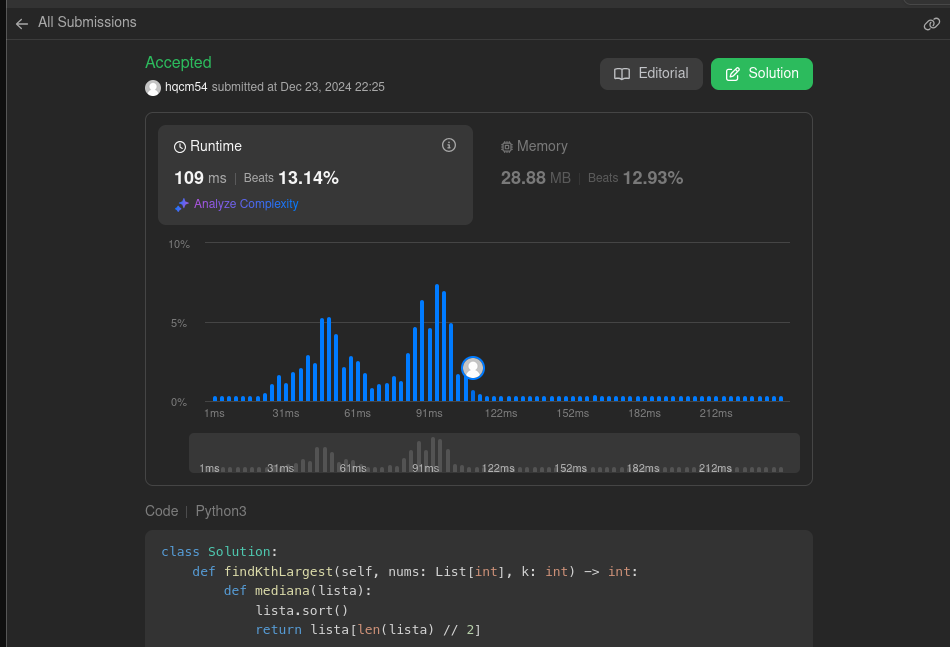 All Submissions
Accepted
hqcm54 submitted at Dec 23, 2024 22:25
Editorial
Solution
Runtime
109 ms | Beats 13.14%
Analyze Complexity
Memory
28.88 MB | Beats 12.93%
10%
5%
0%
1ms 31ms 61ms 91ms 122ms 152ms 182ms 212ms
1ms 31ms 61ms 91ms 122ms 152ms 182ms 212ms
Code | Python3
class Solution:
    def findKthLargest(self, nums: List[int], k: int) -> int:
        def mediana(lista):
            lista.sort()
            return lista[len(lista) // 2]